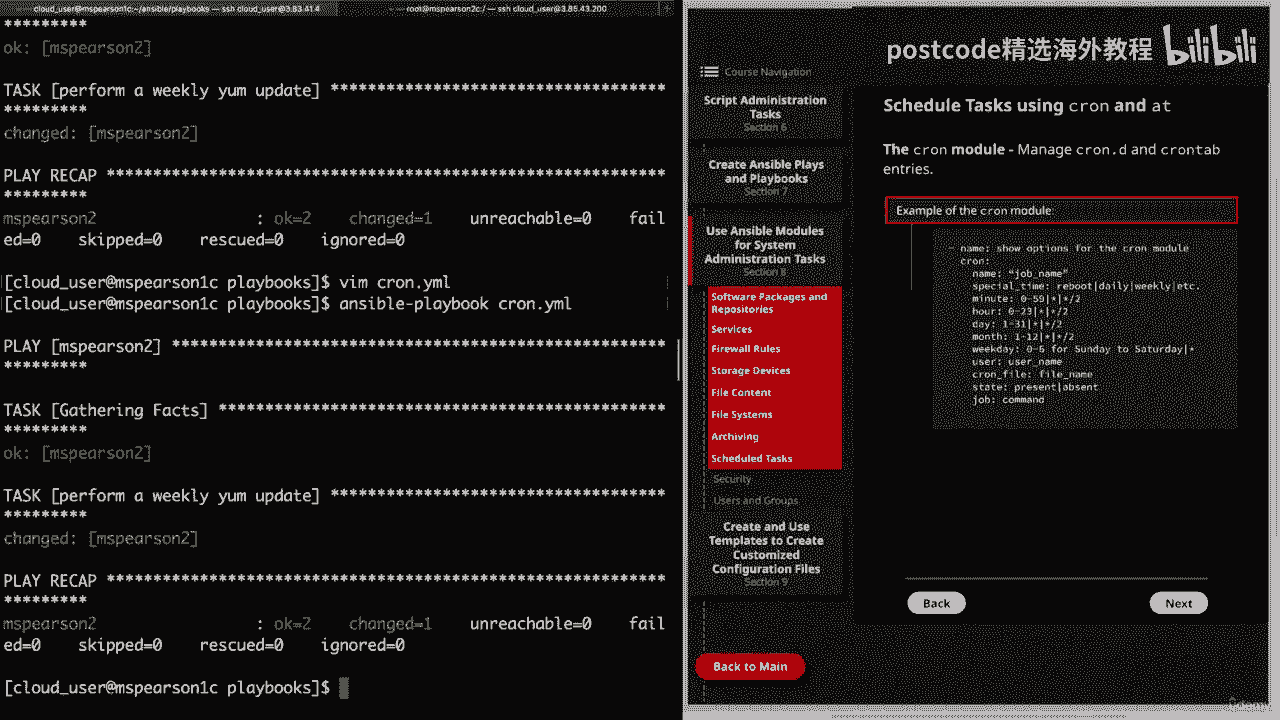 cloud_user@mspearson1c:~/ansible/playbooks — ssh cloud_user@3.83.41.4
root@mspearson2c:/ — ssh cloud_user@3.85.43.200
*******
ok: [mspearson2]
TASK [perform a weekly yum update] ************************************
*********
changed: [mspearson2]
PLAY RECAP ************************************************************
*********
mspearson2                 : ok=2    changed=1    unreachable=0    fail
ed=0    skipped=0    rescued=0    ignored=0
[cloud_user@mspearson1c playbooks]$ vim cron.yml
[cloud_user@mspearson1c playbooks]$ ansible-playbook cron.yml
PLAY [mspearson2] *****************************************************
*********
TASK [Gathering Facts] ************************************************
*********
ok: [mspearson2]
TASK [perform a weekly yum update] ************************************
*********
changed: [mspearson2]
PLAY RECAP ************************************************************
*********
mspearson2                 : ok=2    changed=1    unreachable=0    fail
ed=0    skipped=0    rescued=0    ignored=0
[cloud_user@mspearson1c playbooks]$
postcode精选海外教程 bilibili
Course Navigation
Script Administration
Tasks
Section 6
Create Ansible Plays
and Playbooks
Section 7
Use Ansible Modules
for System
Administration Tasks
Section 8
Software Packages and
Repositories
Services
Firewall Rules
Storage Devices
File Content
File Systems
Archiving
Scheduled Tasks
Security
Users and Groups
Create and Use
Templates to Create
Customized
Configuration Files
Section 9
Back to Main
Schedule Tasks using cron and at
The cron module - Manage cron.d and crontab
entries.
Example of the cron module:
- name: show options for the cron module
cron:
name: "job_name"
special_time: reboot|daily|weekly|etc.
minute: 0-59|*|*/2
hour: 0-23|*|*/2
day: 1-31|*|*/2
month: 1-12|*|*/2
weekday: 0-6 for Sunday to Saturday|*
user: user_name
cron_file: file_name
state: present|absent
job: command
Back
Next